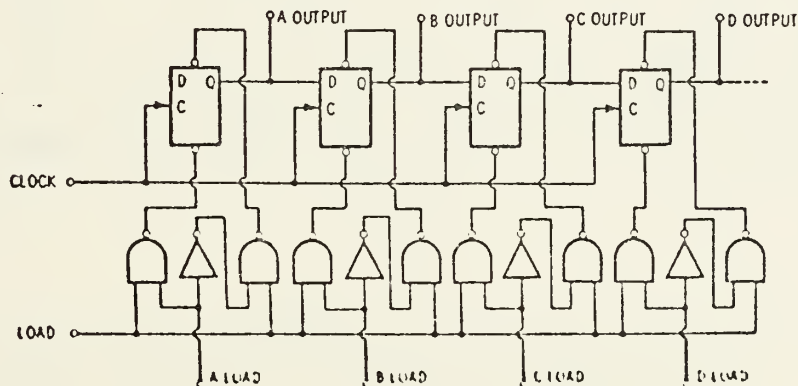 A OUTPUT
B OUTPUT
C OUTPUT
D OUTPUT
D Q
C
D Q
C
D Q
C
D Q
C
CLOCK
LOAD
A LOAD
B LOAD
C LOAD
D LOAD